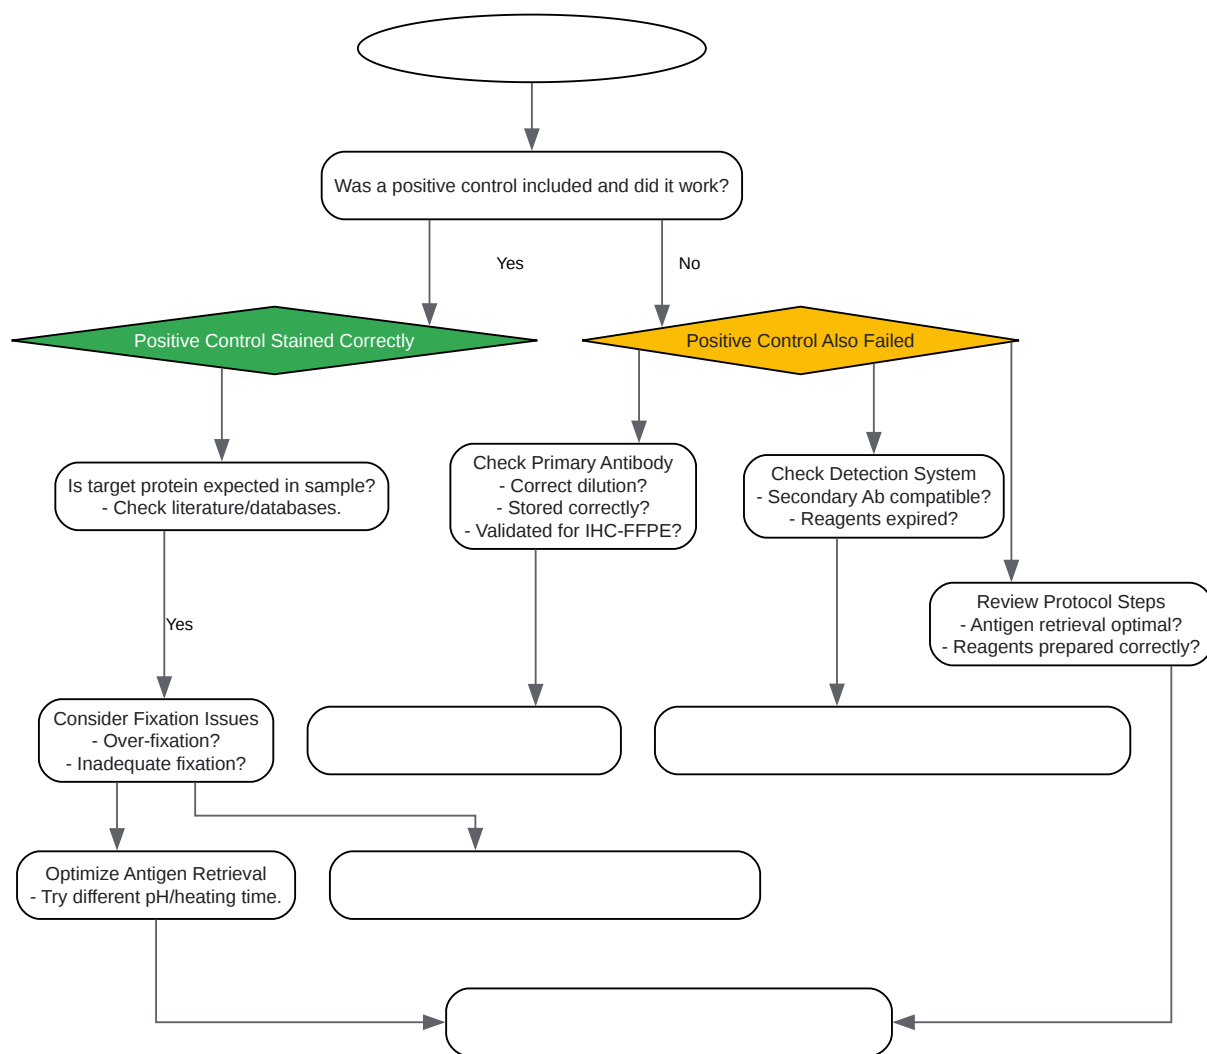 Was a positive control included and did it work?
Yes
No
Positive Control Stained Correctly
Positive Control Also Failed
Check Primary Antibody
- Correct dilution?
- Stored correctly?
- Validated for IHC-FFPE?
Check Detection System
- Secondary Ab compatible?
- Reagents expired?
Is target protein expected in sample?
- Check literature/databases.
Review Protocol Steps
- Antigen retrieval optimal?
- Reagents prepared correctly?
Yes
Consider Fixation Issues
- Over-fixation?
- Inadequate fixation?
Optimize Antigen Retrieval
- Try different pH/heating time.